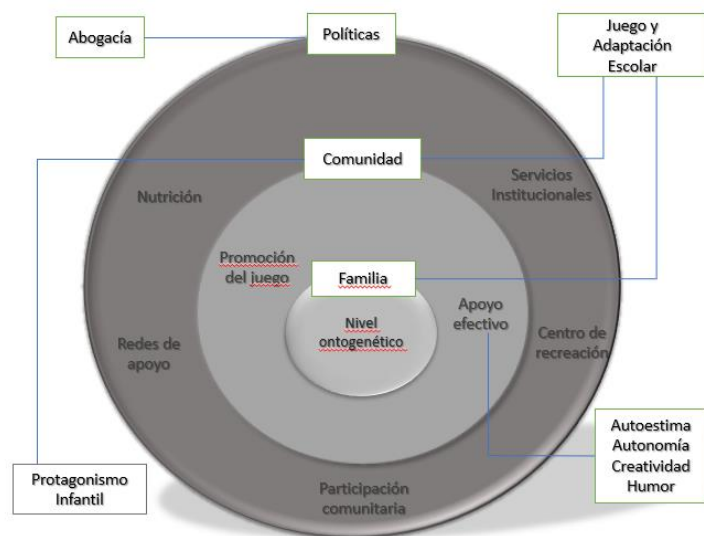 Abogacía
Políticas
Juego y
Adaptación
Escolar
Comunidad
Nutrición
Servicios
Institucionales
Promoción
del juego
Familia
Nivel
ontogenético
Apoyo
efectivo
Redes de
apoyo
Centro de
recreación
Autoestima
Autonomía
Creatividad
Humor
Protagonismo
Infantil
Participación
comunitaria